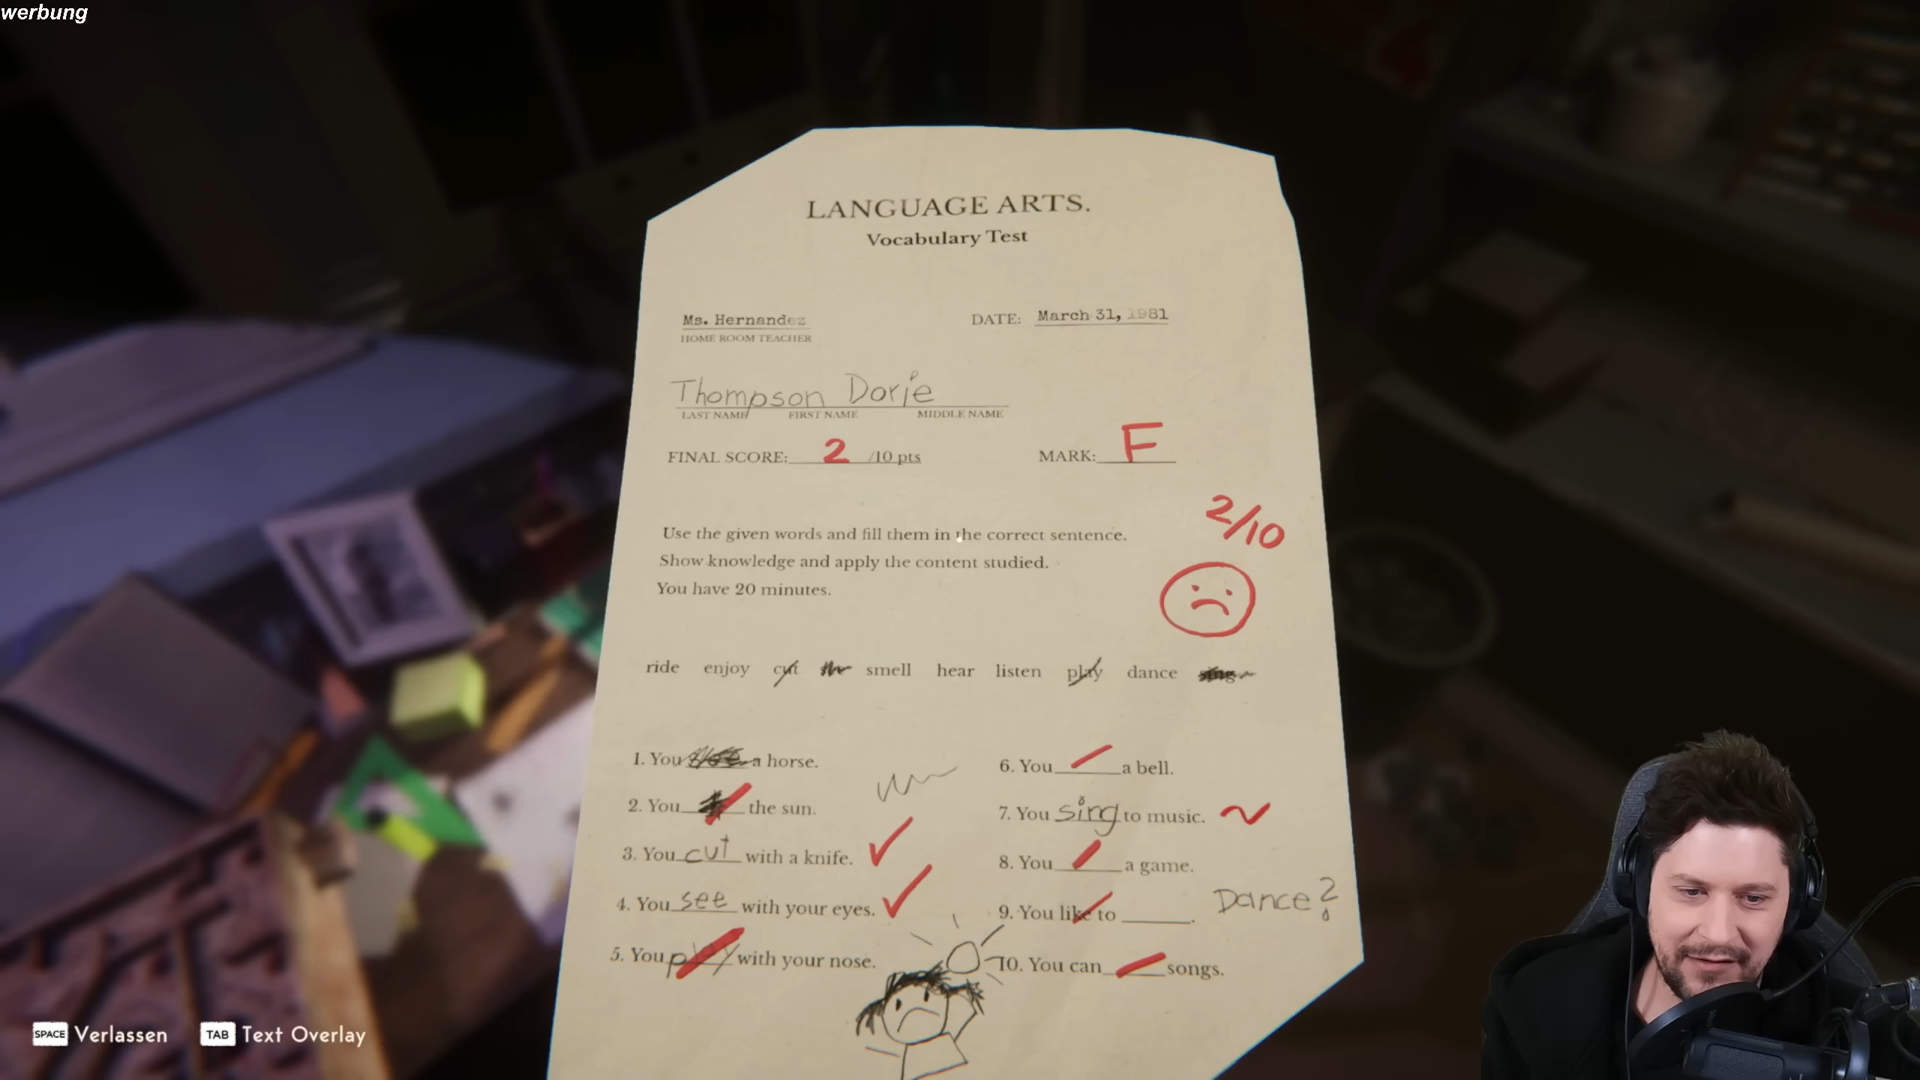 werbung
LANGUAGE ARTS.
Vocabulary Test
Ms. Hernandez
HOME ROOM TEACHER
DATE: March 31, 1981
Thompson Dorje
LAST NAME FIRST NAME MIDDLE NAME
FINAL SCORE: 2 /10 pts
MARK: F
2/10
Use the given words and fill them in the correct sentence.
Show knowledge and apply the content studied.
You have 20 minutes.
ride enjoy cut smell hear listen play dance sing
1. You a horse.
2. You the sun.
3. You cut with a knife.
4. You see with your eyes.
5. You play with your nose.
6. You a bell.
7. You sing to music.
8. You a game.
9. You like to .
Dance?
10. You can songs.
SPACE Verlassen TAB Text Overlay